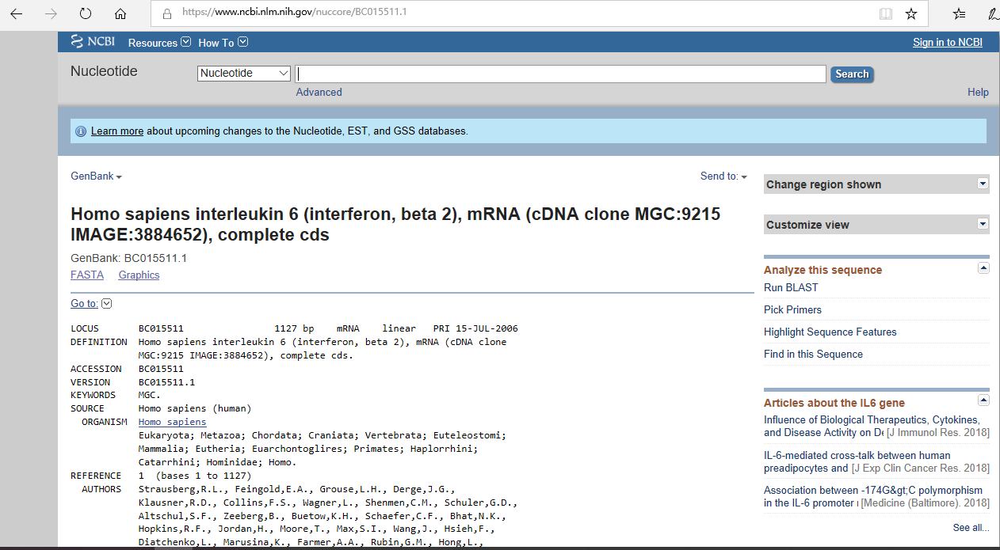 https://www.ncbi.nlm.nih.gov/nuccore/BC015511.1
NCBI Resources How To Sign in to NCBI
Nucleotide Nucleotide Search
Advanced Help
Learn more about upcoming changes to the Nucleotide, EST, and GSS databases.
GenBank Send to:
Homo sapiens interleukin 6 (interferon, beta 2), mRNA (cDNA clone MGC:9215
IMAGE:3884652), complete cds
GenBank: BC015511.1
FASTA Graphics
Go to:
LOCUS BC015511 1127 bp mRNA linear PRI 15-JUL-2006
DEFINITION Homo sapiens interleukin 6 (interferon, beta 2), mRNA (cDNA clone
MGC:9215 IMAGE:3884652), complete cds.
ACCESSION BC015511
VERSION BC015511.1
KEYWORDS MGC.
SOURCE Homo sapiens (human)
ORGANISM Homo sapiens
Eukaryota; Metazoa; Chordata; Craniata; Vertebrata; Euteleostomi;
Mammalia; Eutheria; Euarchontoglires; Primates; Haplorrhini;
Catarrhini; Hominidae; Homo.
REFERENCE 1 (bases 1 to 1127)
AUTHORS Strausberg,R.L., Feingold,E.A., Grouse,L.H., Derge,J.G.,
Klausner,R.D., Collins,F.S., Wagner,L., Shenmen,C.M., Schuler,G.D.,
Altschul,S.F., Zeeberg,B., Buetow,K.H., Schaefer,C.F., Bhat,N.K.,
Hopkins,R.F., Jordan,H., Moore,T., Max,S.I., Wang,J., Hsieh,F.,
Diatchenko,L., Marusina,K., Farmer,A.A., Rubin,G.M., Hong,L.,
Change region shown
Customize view
Analyze this sequence
Run BLAST
Pick Primers
Highlight Sequence Features
Find in this Sequence
Articles about the IL6 gene
Influence of Biological Therapeutics, Cytokines,
and Disease Activity on De [J Immunol Res. 2018]
IL-6-mediated cross-talk between human
preadipocytes and [J Exp Clin Cancer Res. 2018]
Association between -174G&gt;C polymorphism
in the IL-6 promoter [Medicine (Baltimore). 2018]
See all...